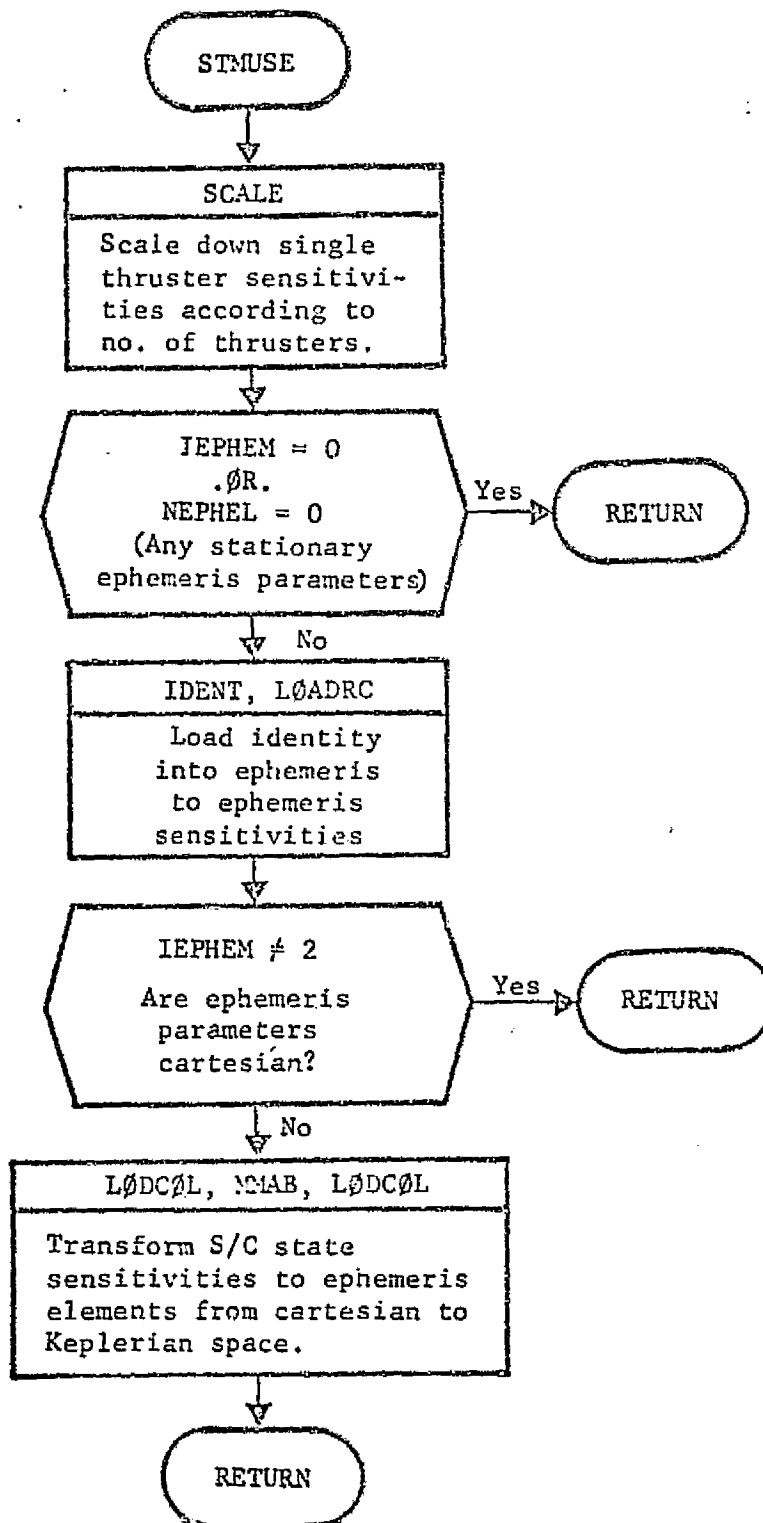 STMUSE
SCALE
Scale down single
thruster sensitivi-
ties according to
no. of thrusters.
IEPHEM = 0
.ØR.
NEPHEL = 0
(Any stationary
ephemeris parameters)
Yes
RETURN
No
IDENT, LØADRC
Load identity
into ephemeris
to ephemeris
sensitivities
IEPHEM ≠ 2
Are ephemeris
parameters
cartesian?
Yes
RETURN
No
LØDCØL, MMAB, LØDCØL
Transform S/C state
sensitivities to ephemeris
elements from cartesian to
Keplerian space.
RETURN